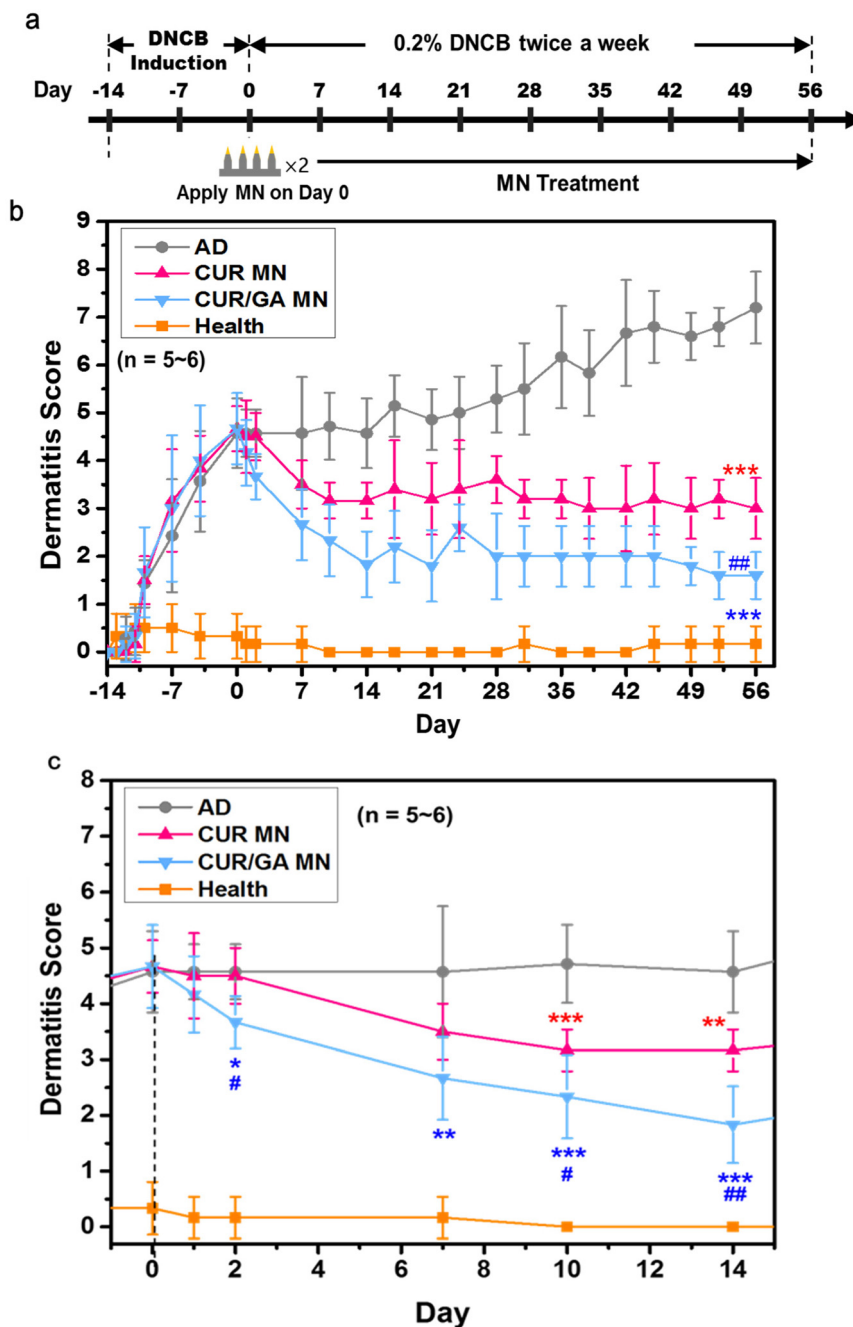 a
DNCB
Induction
0.2% DNCB twice a week
Day -14 -7 0 7 14 21 28 35 42 49 56
×2
Apply MN on Day 0
MN Treatment
b
Dermatitis Score
9
8
7
6
5
4
3
2
1
0
AD
CUR MN
CUR/GA MN
Health
(n = 5~6)
***
##
***
-14 -7 0 7 14 21 28 35 42 49 56
Day
c
Dermatitis Score
8
7
6
5
4
3
2
1
0
AD
CUR MN
CUR/GA MN
Health
(n = 5~6)
*** **
*
#
**
***
#
***
##
0 2 4 6 8 10 12 14
Day